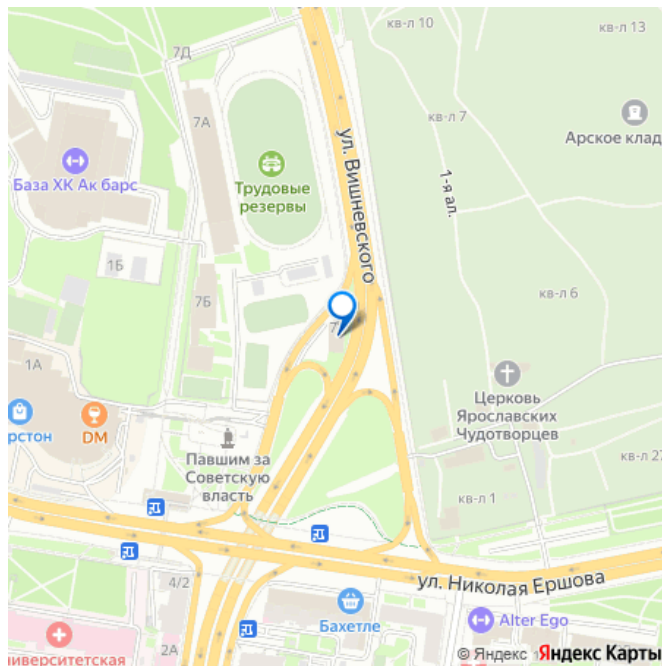 кв-л 10
кв-л 13
7Д
7А
кв-л 7
Арское клад
ул. Вишневского
База ХК Ак барс
Трудовые
резервы
1-я ал.
1Б
7Б
кв-л 6
1А
рстон
DM
Церковь
Ярославских
Чудотворцев
Павшим за
Советскую
власть
кв-л 27
кв-л 1
4/2
ул. Николая Ершова
Бахетле
Alter Ego
2А
ниверситетская
© Яндекс
Яндекс Карты